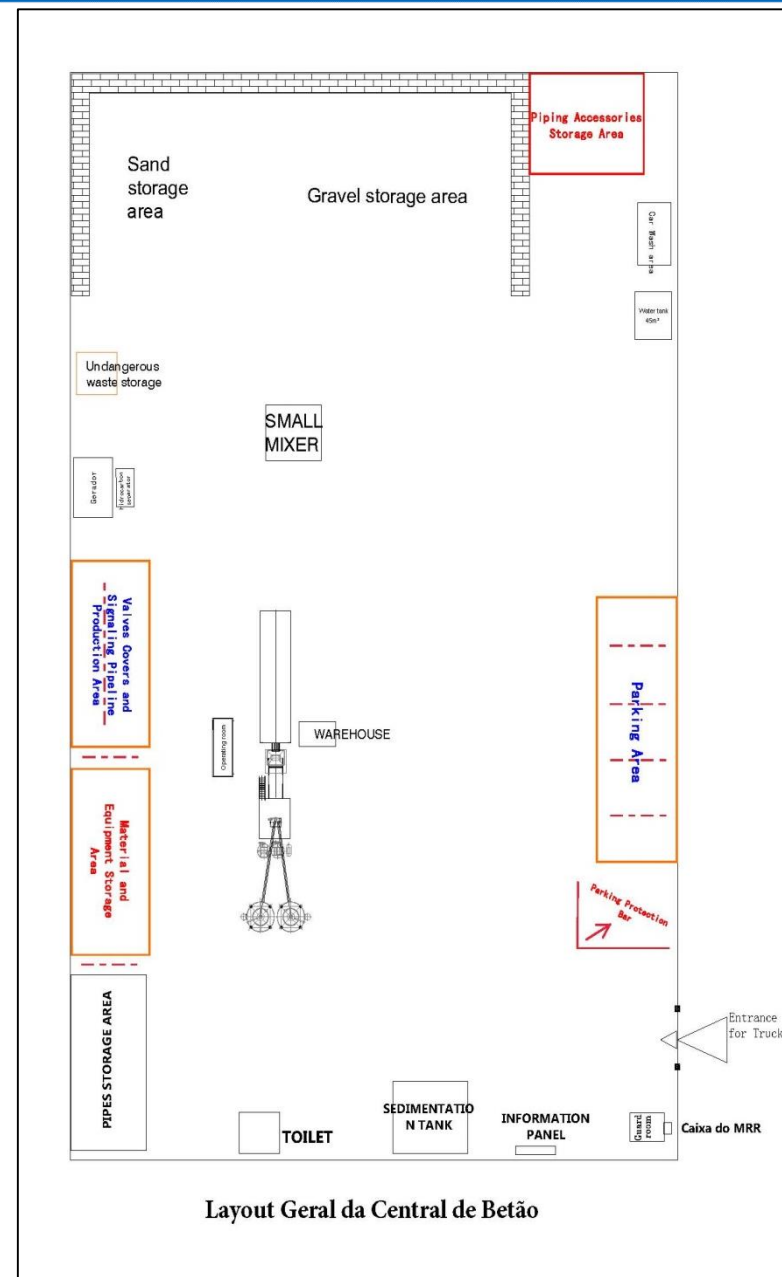 Piping Accessories
Storage Area
Sand
storage
area
Gravel storage area
Car Wash area
Water tank
45m³
Undangerous
waste storage
SMALL
MIXER
Gerador
Hidrocarbon
separator
Valves Covers and
Signaling Pipeline
Production Area
Parking Area
Operating room
WAREHOUSE
Material and
Equipment Storage
Area
Parking Protection
Bar
PIPES STORAGE AREA
Entrance
for Truck
SEDIMENTATIO
N TANK
INFORMATION
PANEL
TOILET
Guard
room
Caixa do MRR
Layout Geral da Central de Betão